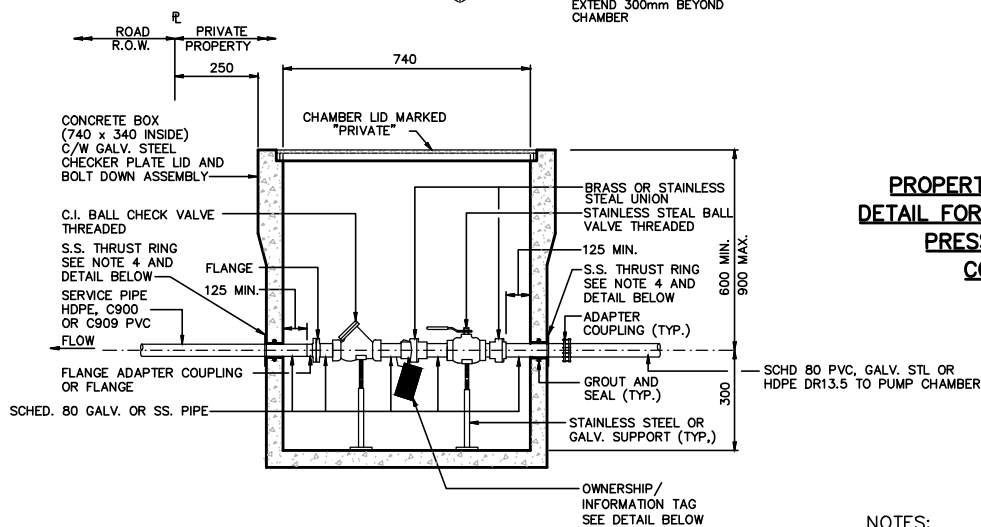 EXTEND 300mm BEYOND
CHAMBER
PL
ROAD
R.O.W.
PRIVATE
PROPERTY
250
740
CONCRETE BOX
(740 x 340 INSIDE)
C/W GALV. STEEL
CHECKER PLATE LID AND
BOLT DOWN ASSEMBLY
CHAMBER LID MARKED
"PRIVATE"
C.I. BALL CHECK VALVE
THREADED
BRASS OR STAINLESS
STEAL UNION
STAINLESS STEAL BALL
VALVE THREADED
S.S. THRUST RING
SEE NOTE 4 AND
DETAIL BELOW
FLANGE
125 MIN.
125 MIN.
S.S. THRUST RING
SEE NOTE 4 AND
DETAIL BELOW
600 MIN.
900 MAX.
SERVICE PIPE
HDPE, C900
OR C909 PVC
ADAPTER
COUPLING (TYP.)
FLOW
FLANGE ADAPTER COUPLING
OR FLANGE
SCHD 80 PVC, GALV. STL OR
HDPE DR13.5 TO PUMP CHAMBER
GROUT AND
SEAL (TYP.)
300
SCHED. 80 GALV. OR SS. PIPE
STAINLESS STEEL OR
GALV. SUPPORT (TYP,)
OWNERSHIP/
INFORMATION TAG
SEE DETAIL BELOW
PROPERT
DETAIL FOR
PRES
CO
NOTES: